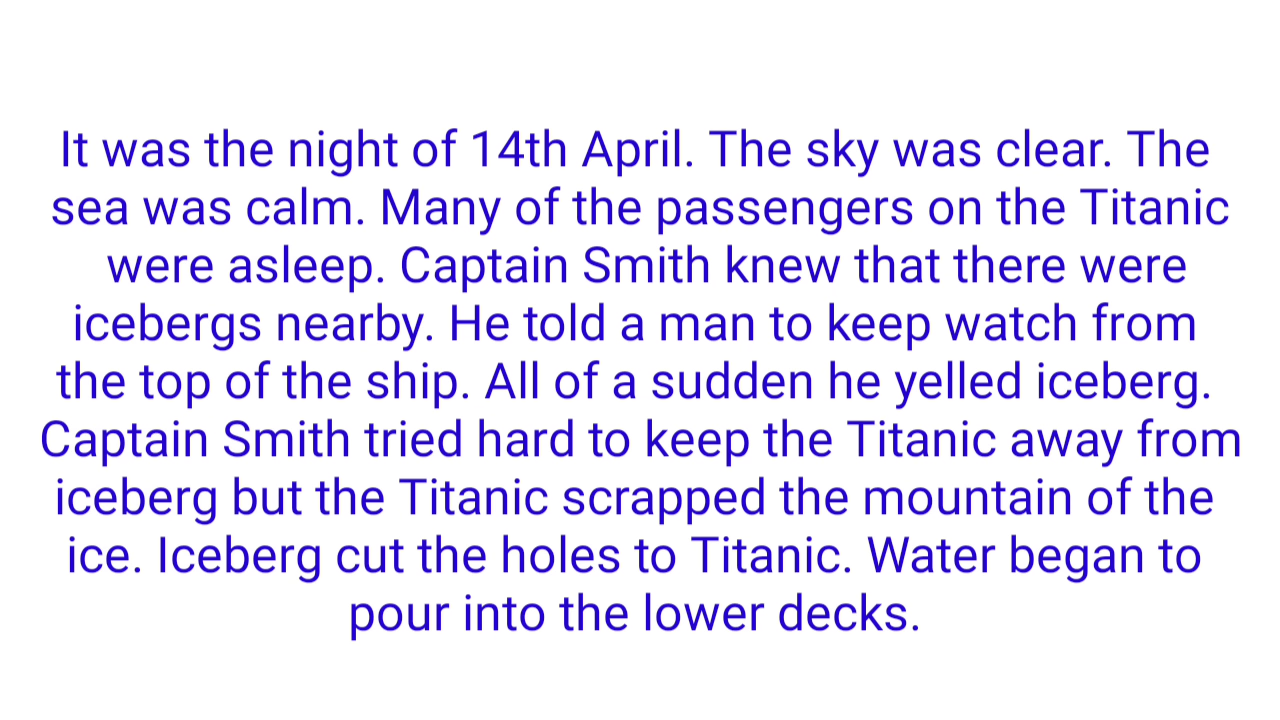 It was the night of 14th April. The sky was clear. The
sea was calm. Many of the passengers on the Titanic
were asleep. Captain Smith knew that there were
icebergs nearby. He told a man to keep watch from
the top of the ship. All of a sudden he yelled iceberg.
Captain Smith tried hard to keep the Titanic away from
iceberg but the Titanic scrapped the mountain of the
ice. Iceberg cut the holes to Titanic. Water began to
pour into the lower decks.